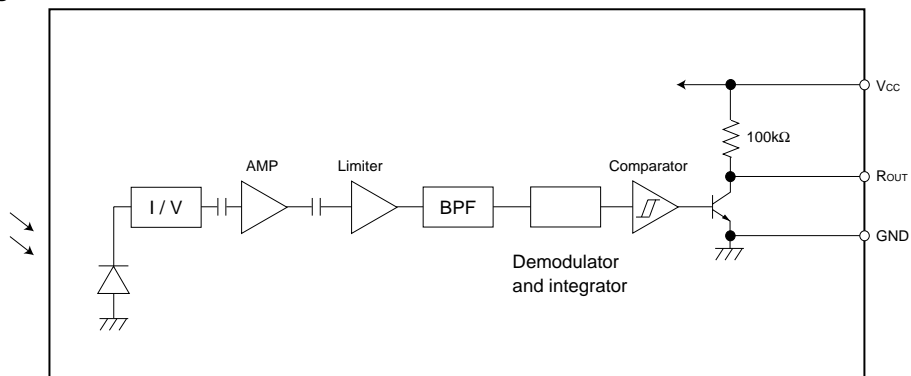 Vcc
100kΩ
AMP
Limiter
Comparator
ROUT
I / V
BPF
GND
Demodulator
and integrator